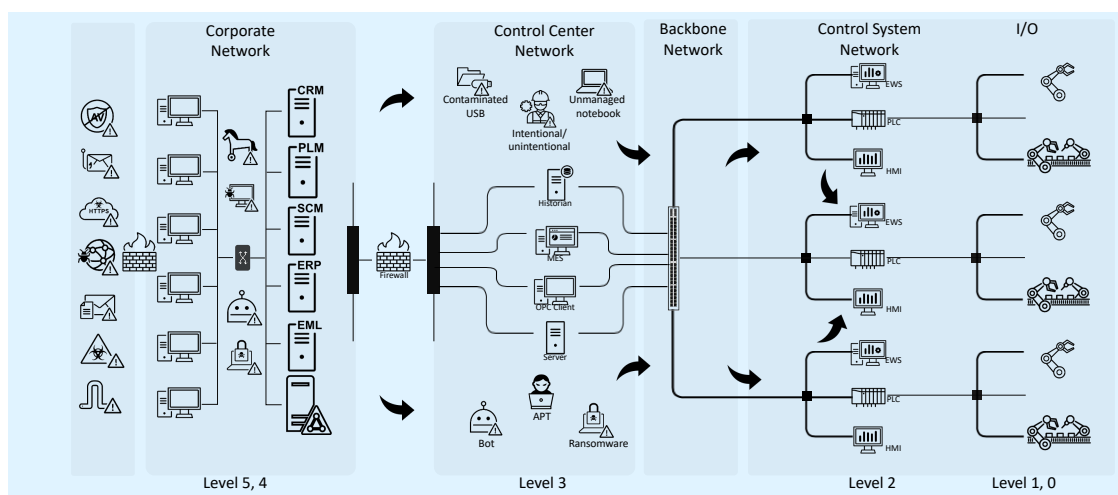 Corporate
Network
Control Center
Network
Backbone
Network
Control System
Network
I/O
AV
HTTPS
CRM
PLM
SCM
ERP
EML
Firewall
Contaminated
USB
Unmanaged
notebook
Intentional/
unintentional
Historian
MES
OPC Client
Server
Bot
APT
Ransomware
EWS
PLC
HMI
EWS
PLC
HMI
EWS
PLC
HMI
Level 5, 4
Level 3
Level 2
Level 1, 0